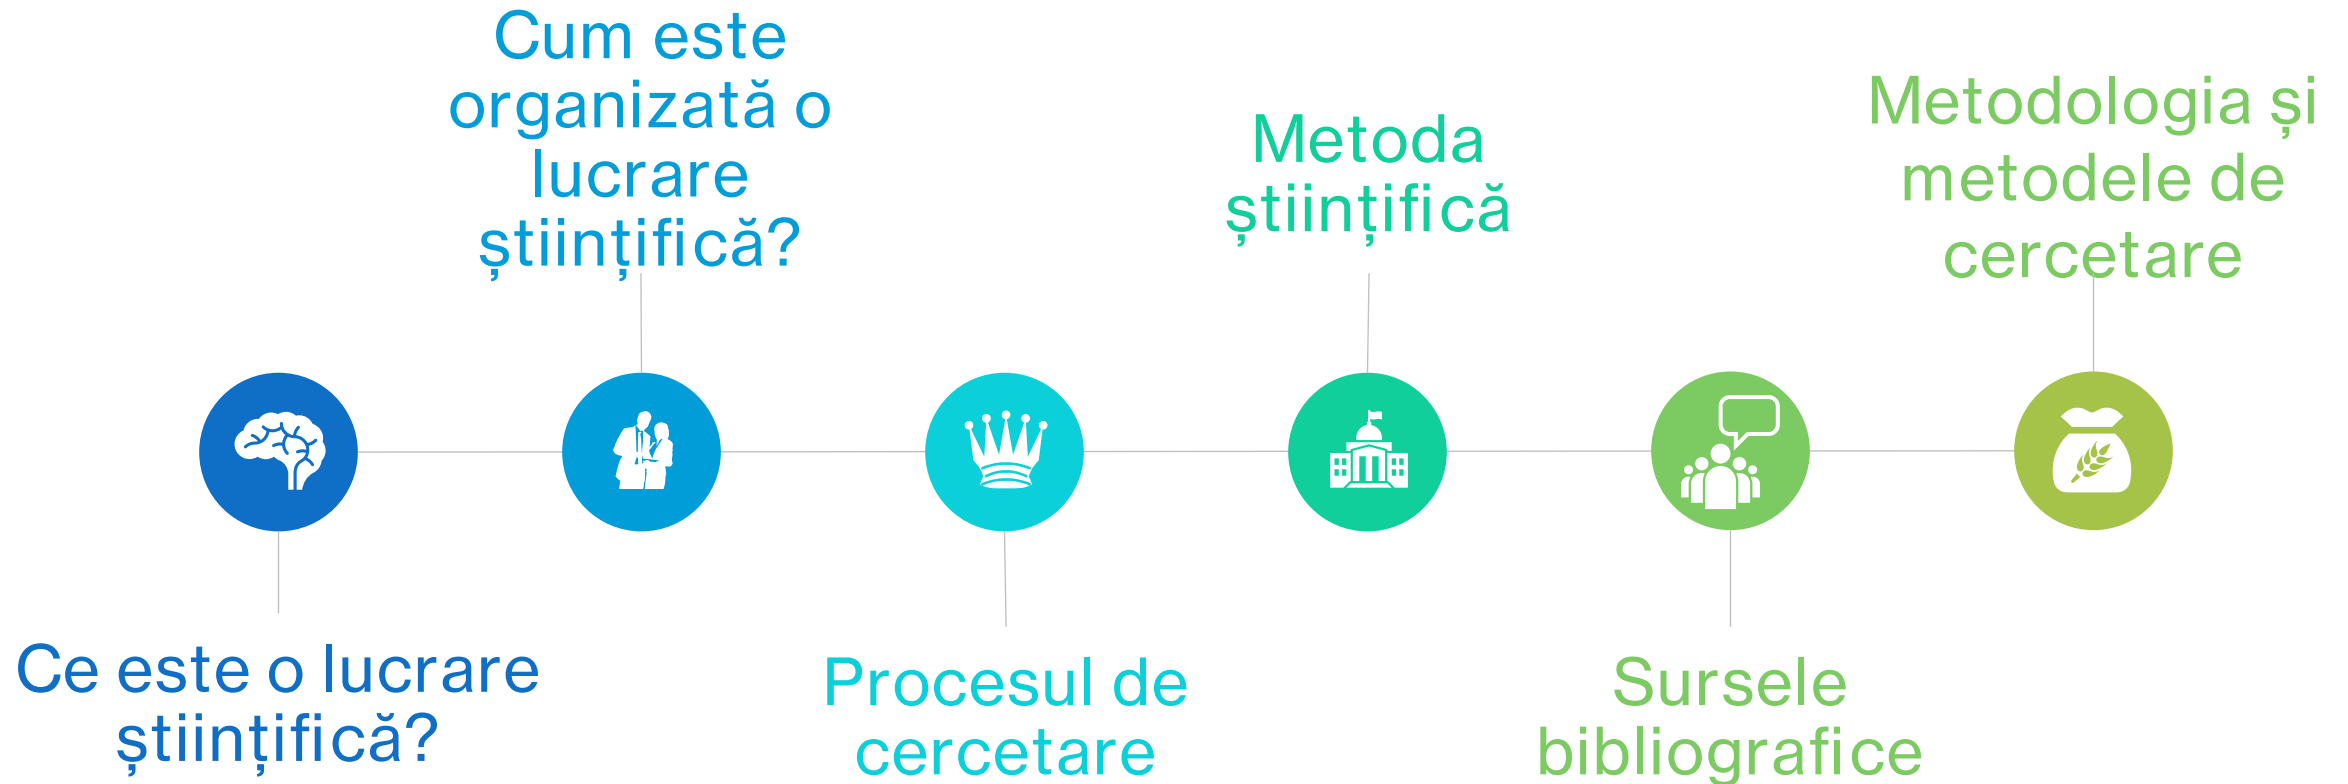 Ce este o lucrare
științifică?
Cum este
organizată o
lucrare
științifică?
Procesul de
cercetare
Metoda
științifică
Sursele
bibliografice
Metodologia și
metodele de
cercetare